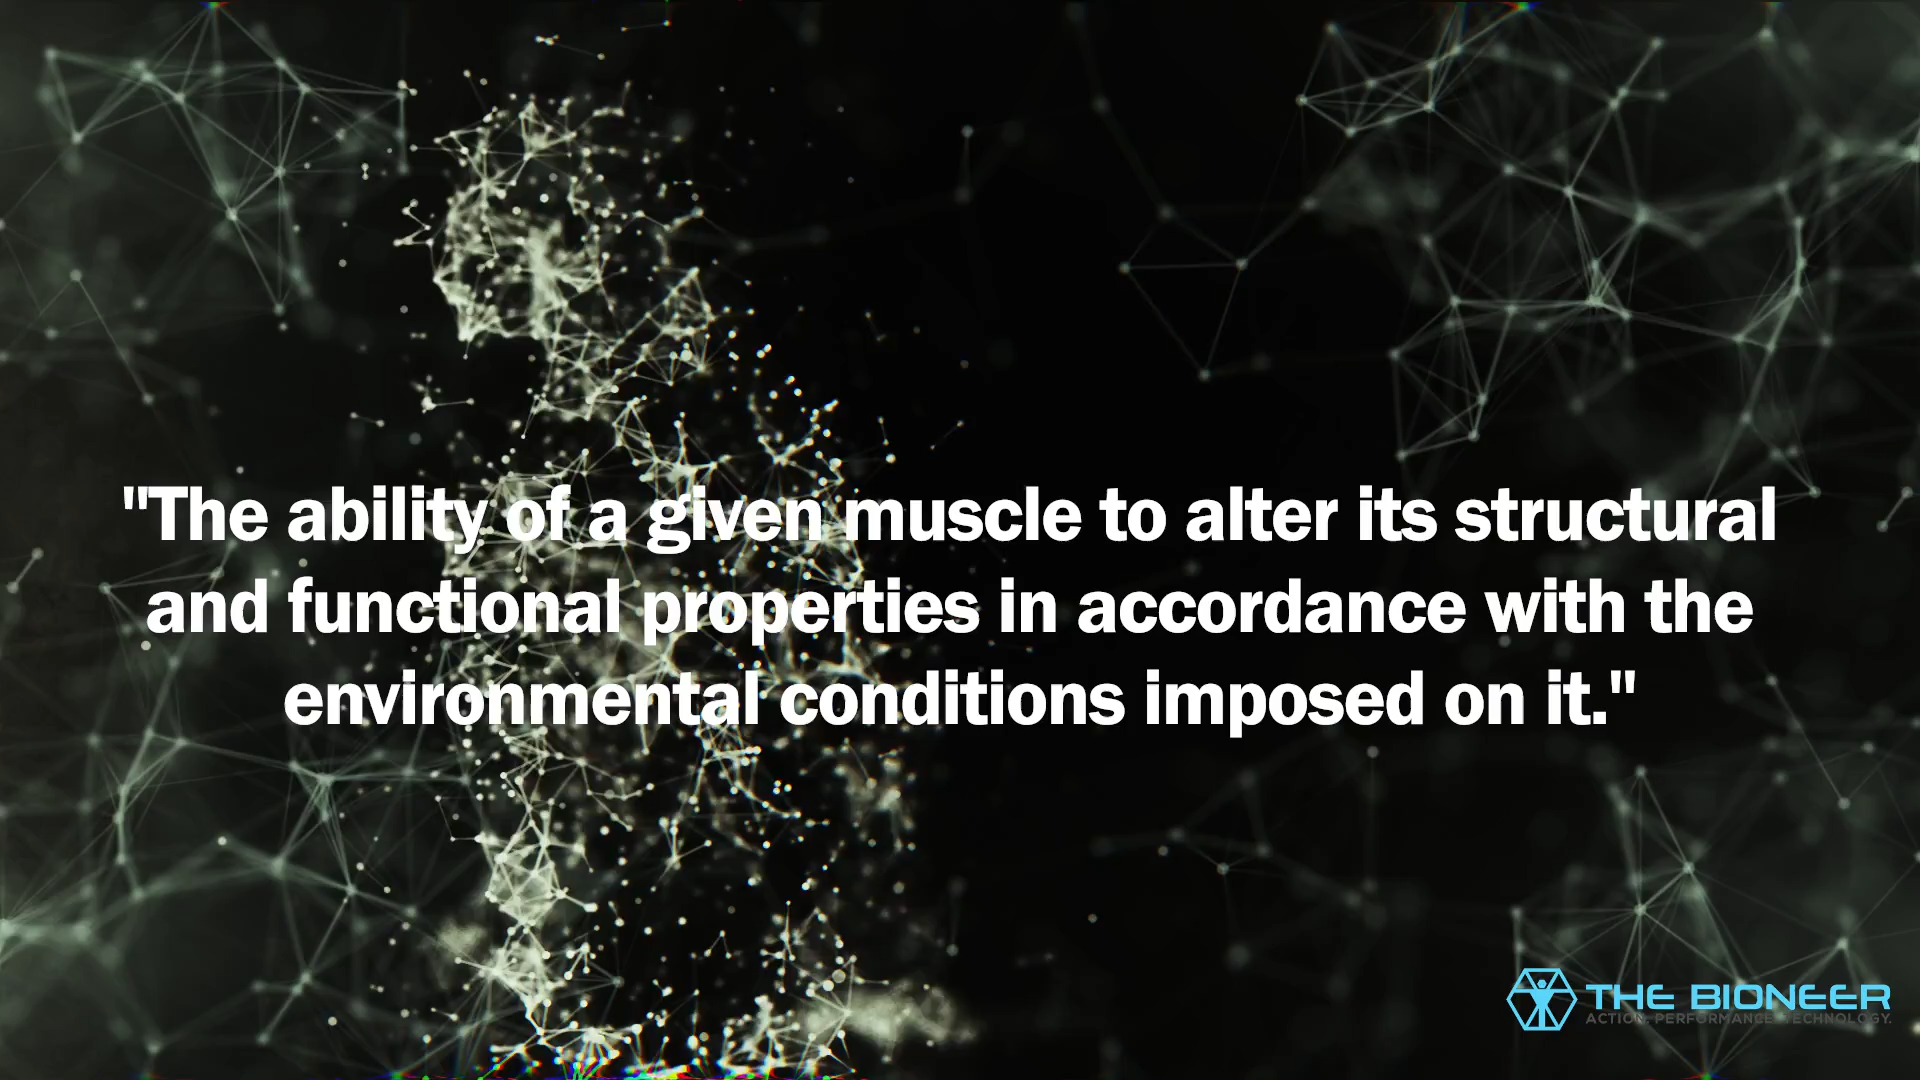 "The ability of a given muscle to alter its structural
and functional properties in accordance with the
environmental conditions imposed on it."
THE BIONEER
ACTION. PERFORMANCE. TECHNOLOGY.